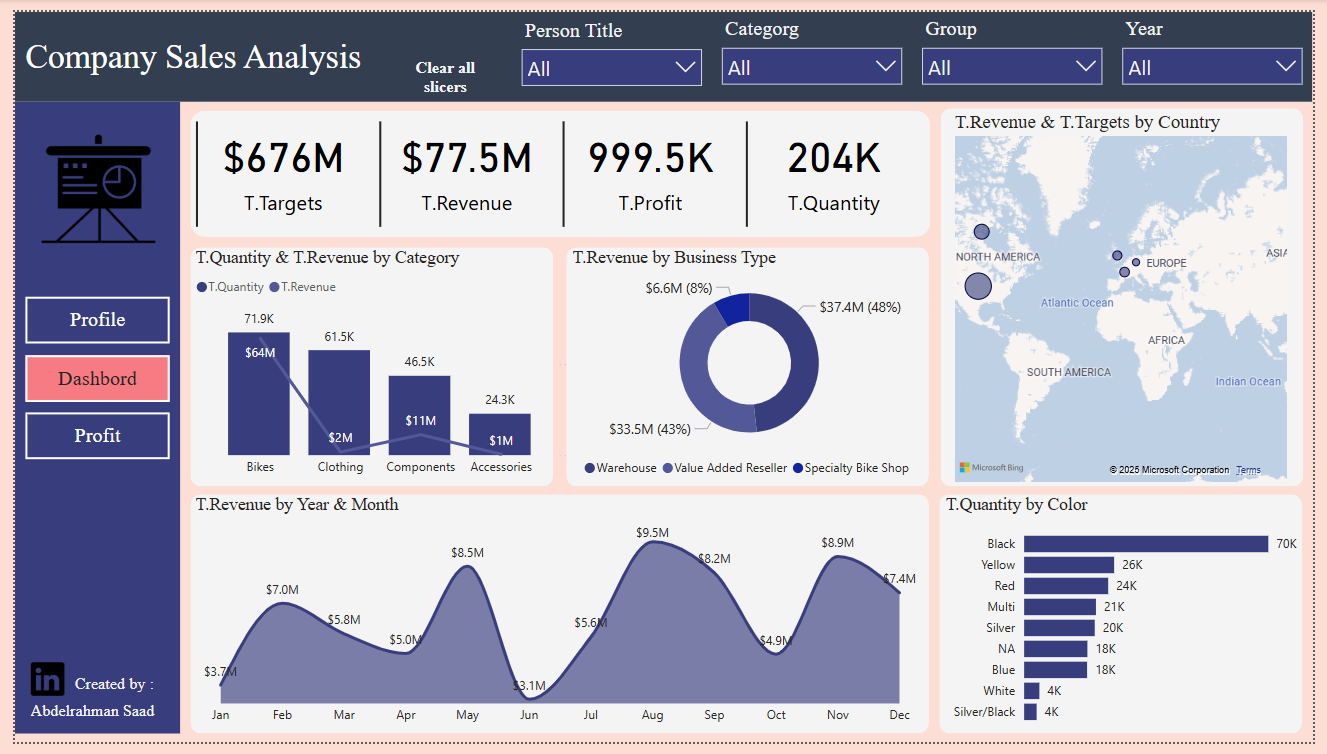 Company Sales Analysis
Clear all
slicers
Person Title
All
Categorg
All
Group
All
Year
All
Profile
Dashbord
Profit
in
Created by :
Abdelrahman Saad
$676M
T.Targets
$77.5M
T.Revenue
999.5K
T.Profit
204K
T.Quantity
T.Quantity & T.Revenue by Category
T.Quantity T.Revenue
71.9K
61.5K
46.5K
24.3K
$64M
$2M
$11M
$1M
Bikes Clothing Components Accessories
T.Revenue by Business Type
$6.6M (8%)
$37.4M (48%)
$33.5M (43%)
Warehouse Value Added Reseller Specialty Bike Shop
T.Revenue & T.Targets by Country
NORTH AMERICA
EUROPE
ASIA
Atlantic Ocean
AFRICA
SOUTH AMERICA
Indian Ocean
Microsoft Bing
© 2025 Microsoft Corporation Terms
T.Revenue by Year & Month
$3.7M
$7.0M
$5.8M
$5.0M
$8.5M
$3.1M
$5.6M
$9.5M
$8.2M
$4.9M
$8.9M
$7.4M
Jan Feb Mar Apr May Jun Jul Aug Sep Oct Nov Dec
T.Quantity by Color
Black 70K
Yellow 26K
Red 24K
Multi 21K
Silver 20K
NA 18K
Blue 18K
White 4K
Silver/Black 4K